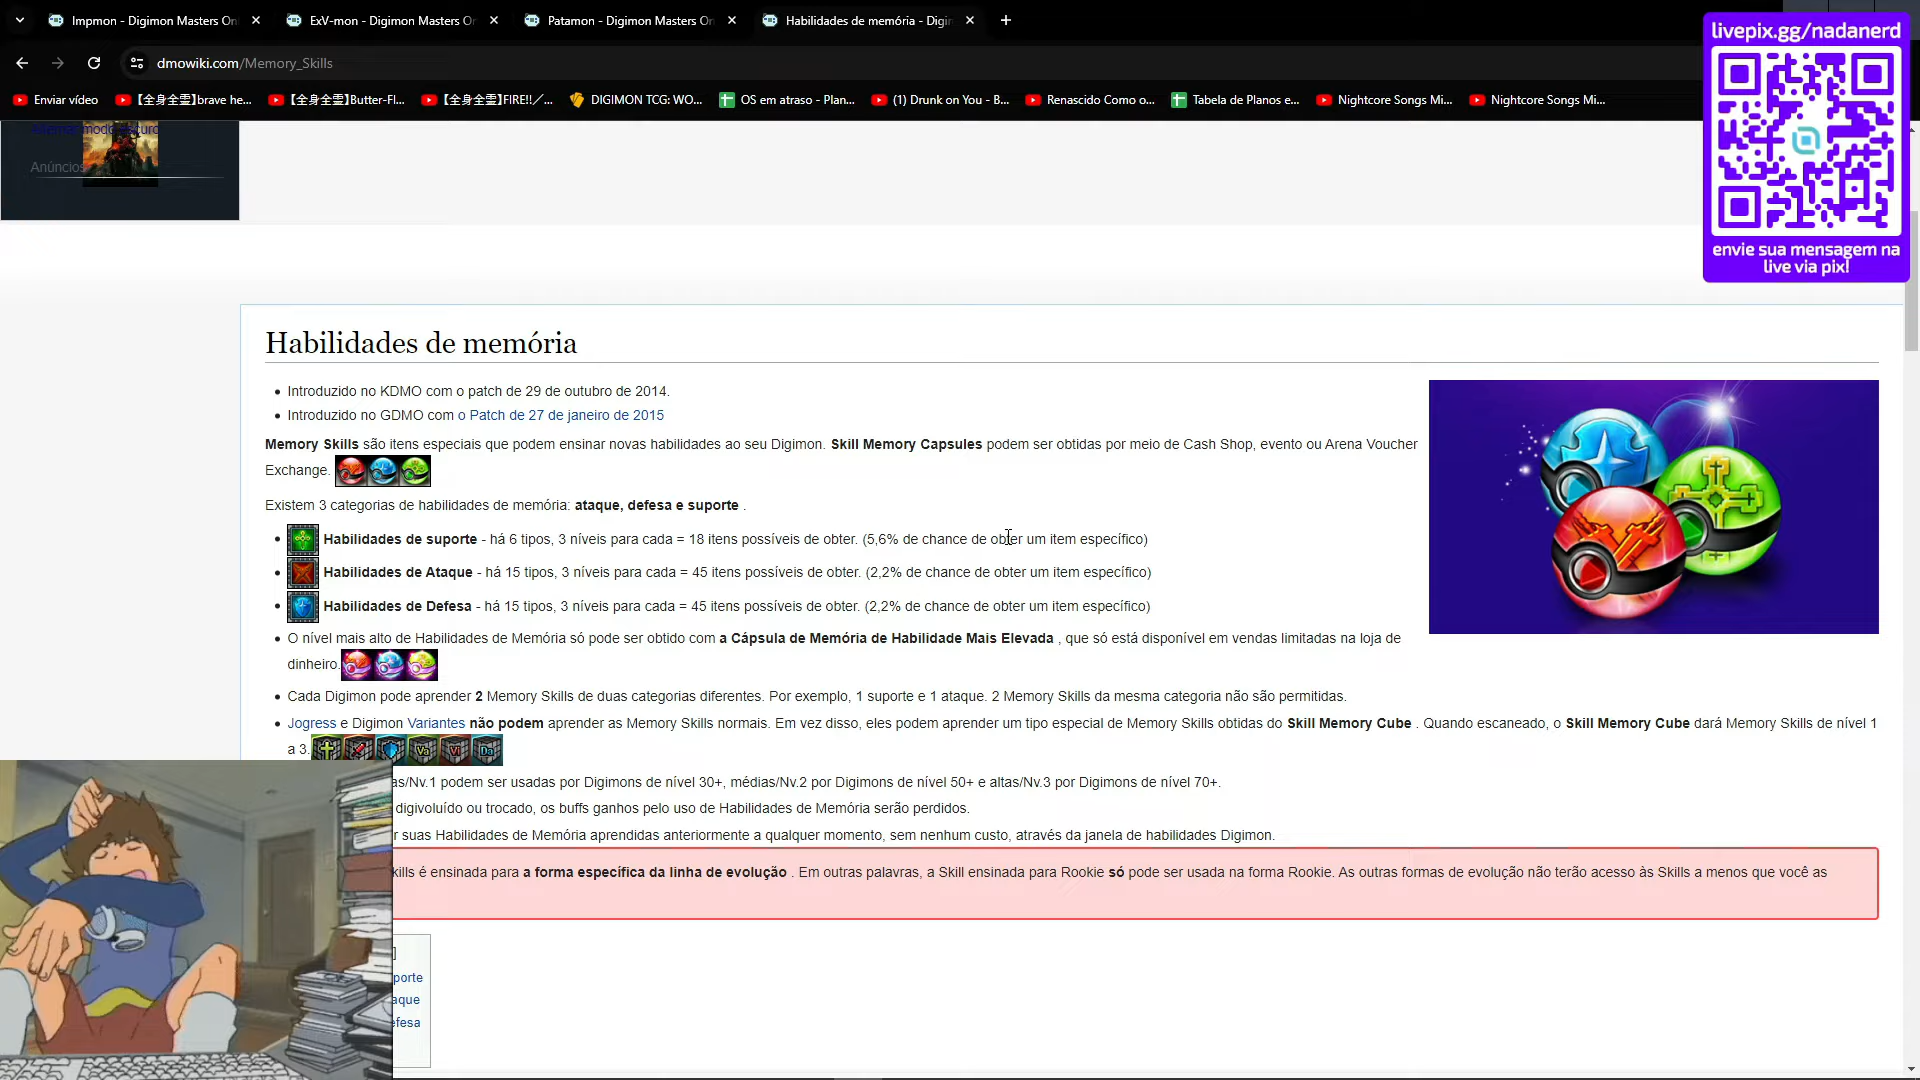 Impmon - Digimon Masters On
ExV-mon - Digimon Masters Or
Patamon - Digimon Masters On
Habilidades de memória - Digi
dmowiki.com/Memory_Skills
Enviar vídeo
【全身全霊】brave he...
【全身全霊】Butter-Fl...
【全身全霊】FIRE!!／...
DIGIMON TCG: WO...
OS em atraso - Plan...
(1) Drunk on You - B...
Renascido Como o...
Tabela de Planos e...
Nightcore Songs Mi...
Nightcore Songs Mi...
livepix.gg/nadanerd
envie sua mensagem na
live via pix!
Anúncios
Habilidades de memória
Introduzido no KDMO com o patch de 29 de outubro de 2014.
Introduzido no GDMO com o Patch de 27 de janeiro de 2015
Memory Skills são itens especiais que podem ensinar novas habilidades ao seu Digimon. Skill Memory Capsules podem ser obtidas por meio de Cash Shop, evento ou Arena Voucher
Exchange.
Existem 3 categorias de habilidades de memória: ataque, defesa e suporte .
Habilidades de suporte - há 6 tipos, 3 níveis para cada = 18 itens possíveis de obter. (5,6% de chance de obter um item específico)
Habilidades de Ataque - há 15 tipos, 3 níveis para cada = 45 itens possíveis de obter. (2,2% de chance de obter um item específico)
Habilidades de Defesa - há 15 tipos, 3 níveis para cada = 45 itens possíveis de obter. (2,2% de chance de obter um item específico)
O nível mais alto de Habilidades de Memória só pode ser obtido com a Cápsula de Memória de Habilidade Mais Elevada , que só está disponível em vendas limitadas na loja de
dinheiro.
Cada Digimon pode aprender 2 Memory Skills de duas categorias diferentes. Por exemplo, 1 suporte e 1 ataque. 2 Memory Skills da mesma categoria não são permitidas.
Jogress e Digimon Variantes não podem aprender as Memory Skills normais. Em vez disso, eles podem aprender um tipo especial de Memory Skills obtidas do Skill Memory Cube . Quando escaneado, o Skill Memory Cube dará Memory Skills de nível 1
a 3. Va Vi Da
as/Nv.1 podem ser usadas por Digimons de nível 30+, médias/Nv.2 por Digimons de nível 50+ e altas/Nv.3 por Digimons de nível 70+.
digivoluído ou trocado, os buffs ganhos pelo uso de Habilidades de Memória serão perdidos.
r suas Habilidades de Memória aprendidas anteriormente a qualquer momento, sem nenhum custo, através da janela de habilidades Digimon.
kills é ensinada para a forma específica da linha de evolução . Em outras palavras, a Skill ensinada para Rookie só pode ser usada na forma Rookie. As outras formas de evolução não terão acesso às Skills a menos que você as
]
porte
aque
efesa